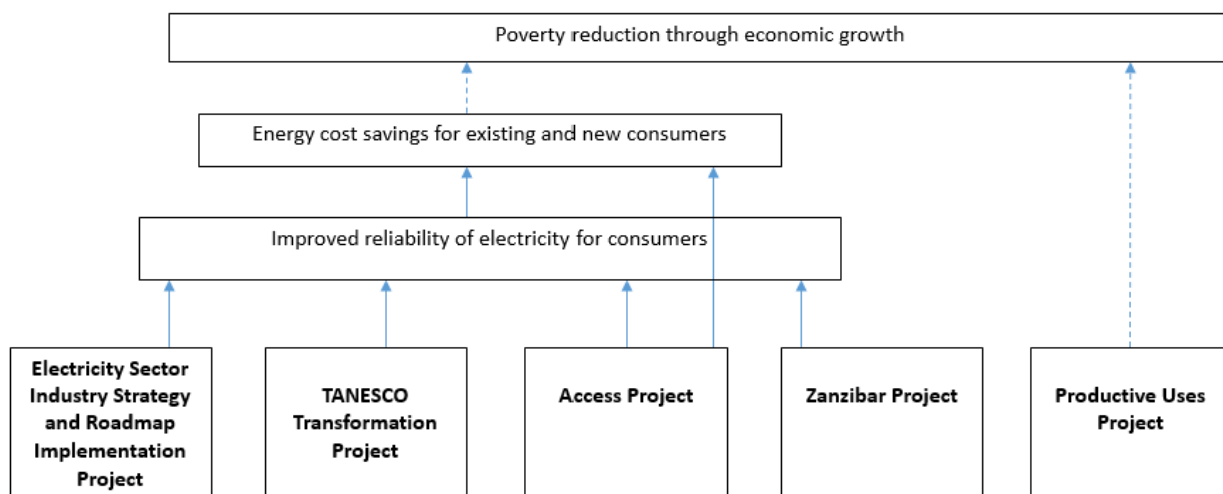 Poverty reduction through economic growth
Energy cost savings for existing and new consumers
Improved reliability of electricity for consumers
Electricity Sector
Industry Strategy
and Roadmap
Implementation
Project
TANESCO
Transformation
Project
Access Project
Zanzibar Project
Productive Uses
Project